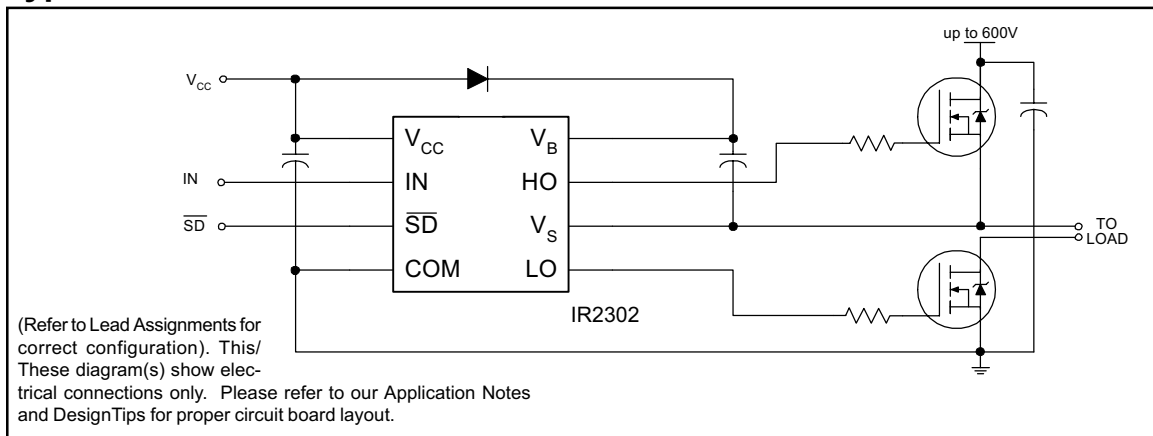 up to 600V
VCC
VCC
VB
IN
IN
HO
SD
SD
VS
TO
LOAD
COM
LO
IR2302
(Refer to Lead Assignments for
correct configuration). This/
These diagram(s) show elec-
trical connections only. Please refer to our Application Notes
and DesignTips for proper circuit board layout.